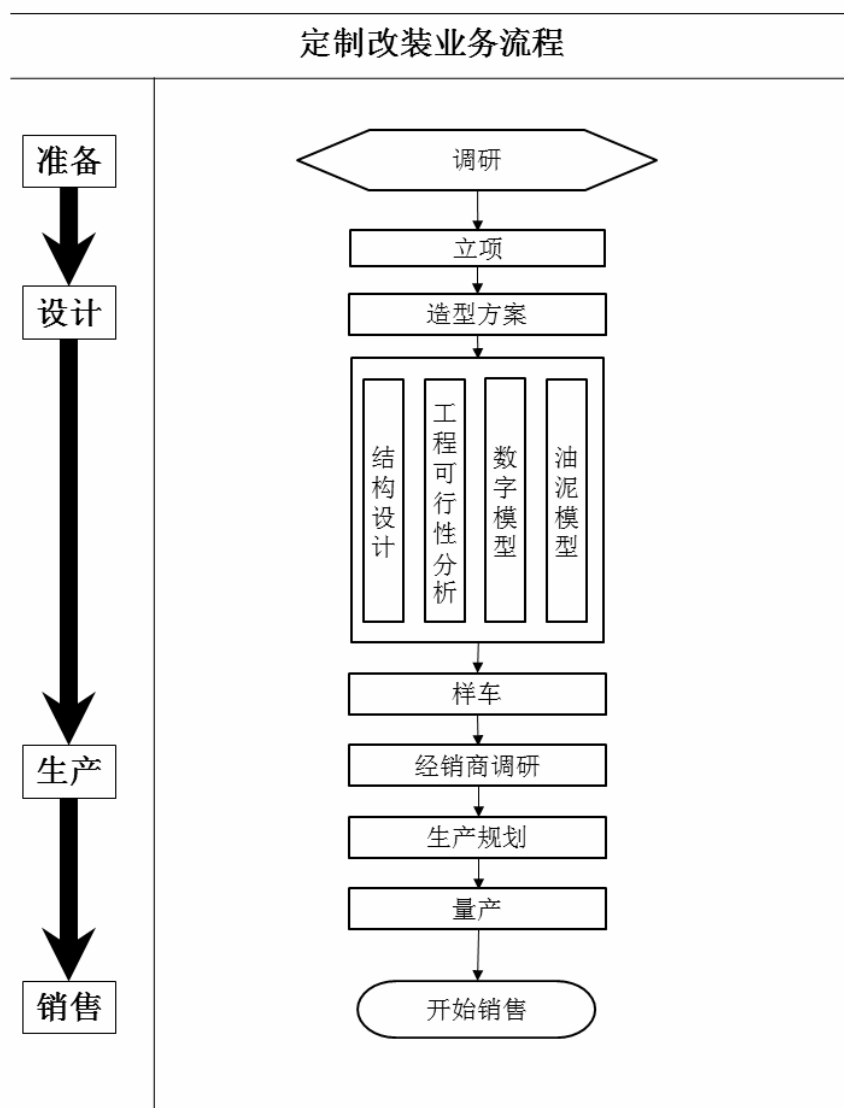 定制改装业务流程
准备
调研
立项
设计
造型方案
结构设计
工程可行性分析
数字模型
油泥模型
样车
生产
经销商调研
生产规划
量产
销售
开始销售